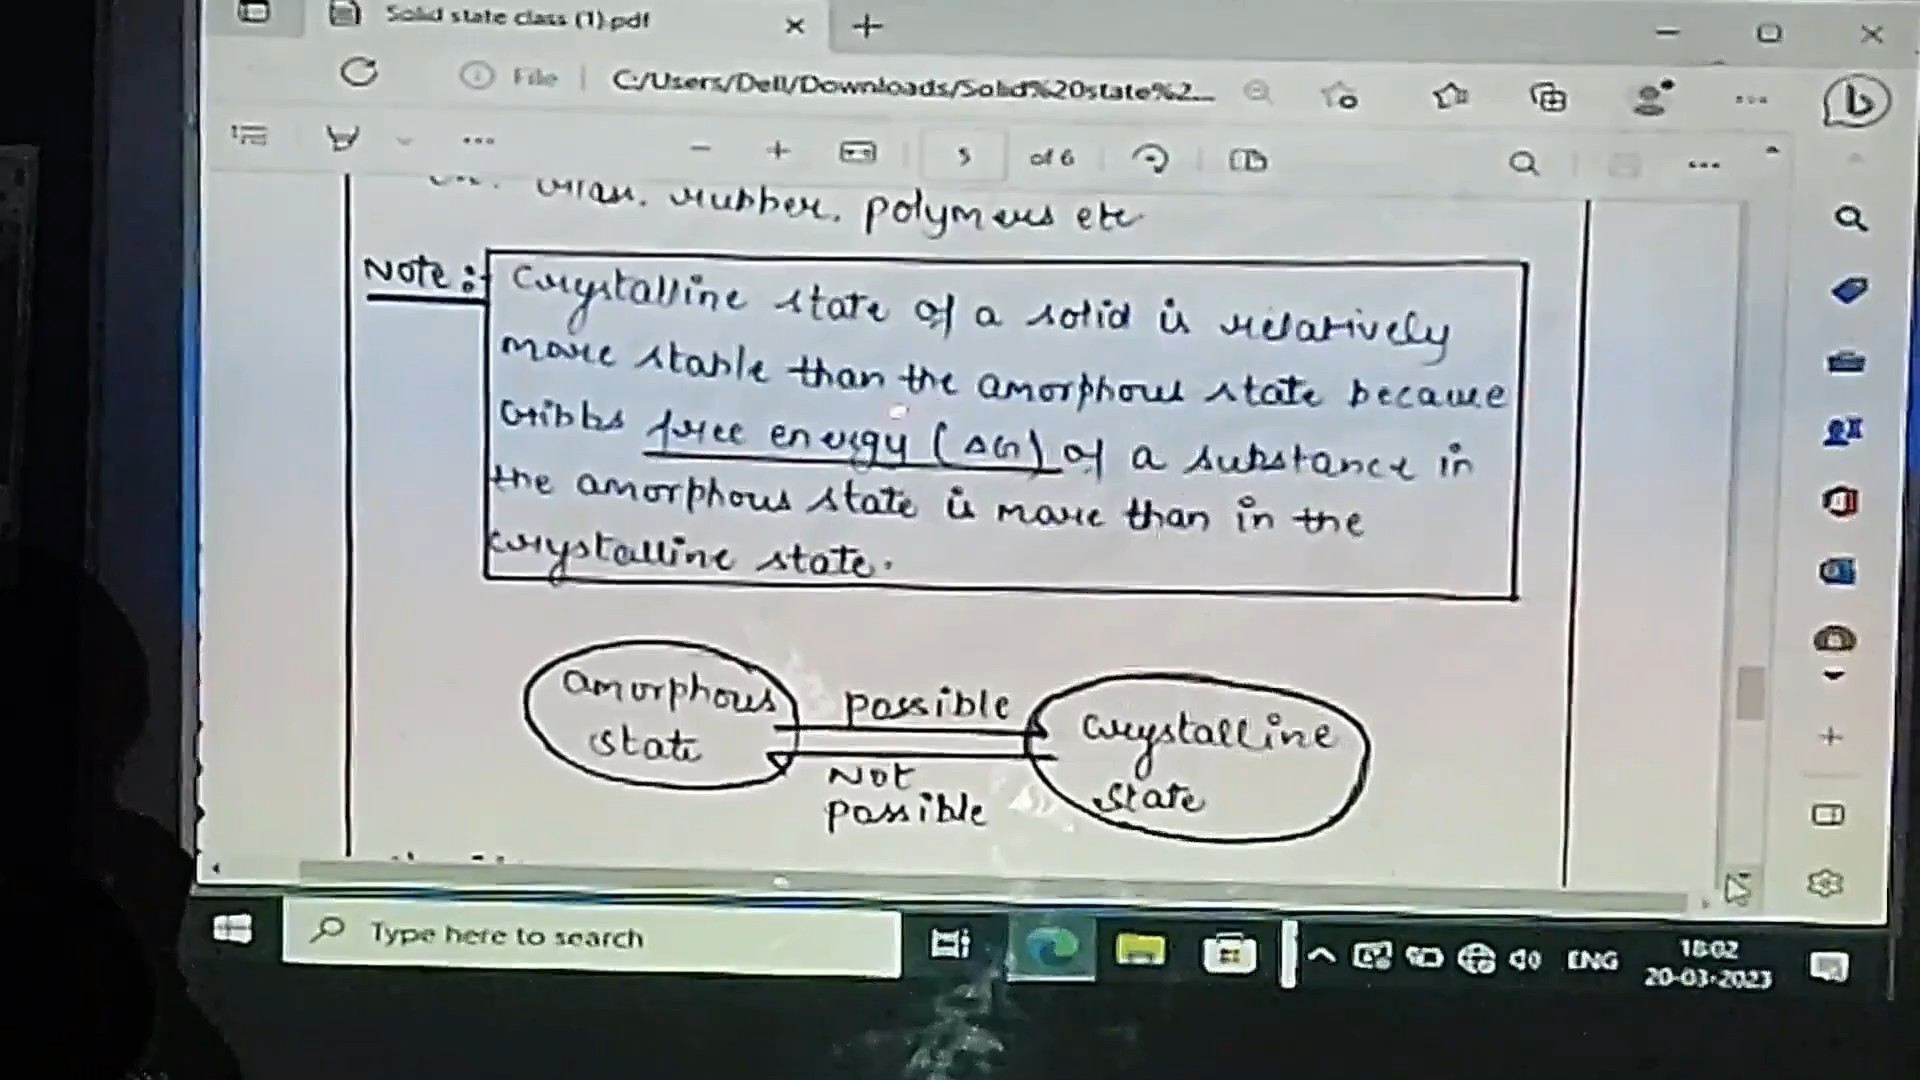 Solid state class (1).pdf
File
C:/Users/Dell/Downloads/Solid%20state%2...
5 of 6
rubber, polymers etc
Note:-
Crystalline state of a solid is relatively
more stable than the amorphous state because
Gibbs free energy (ΔG) of a substance in
the amorphous state is more than in the
crystalline state.
amorphous
state
possible
Not
possible
crystalline
state
Type here to search
ENG
18:02
20-03-2023